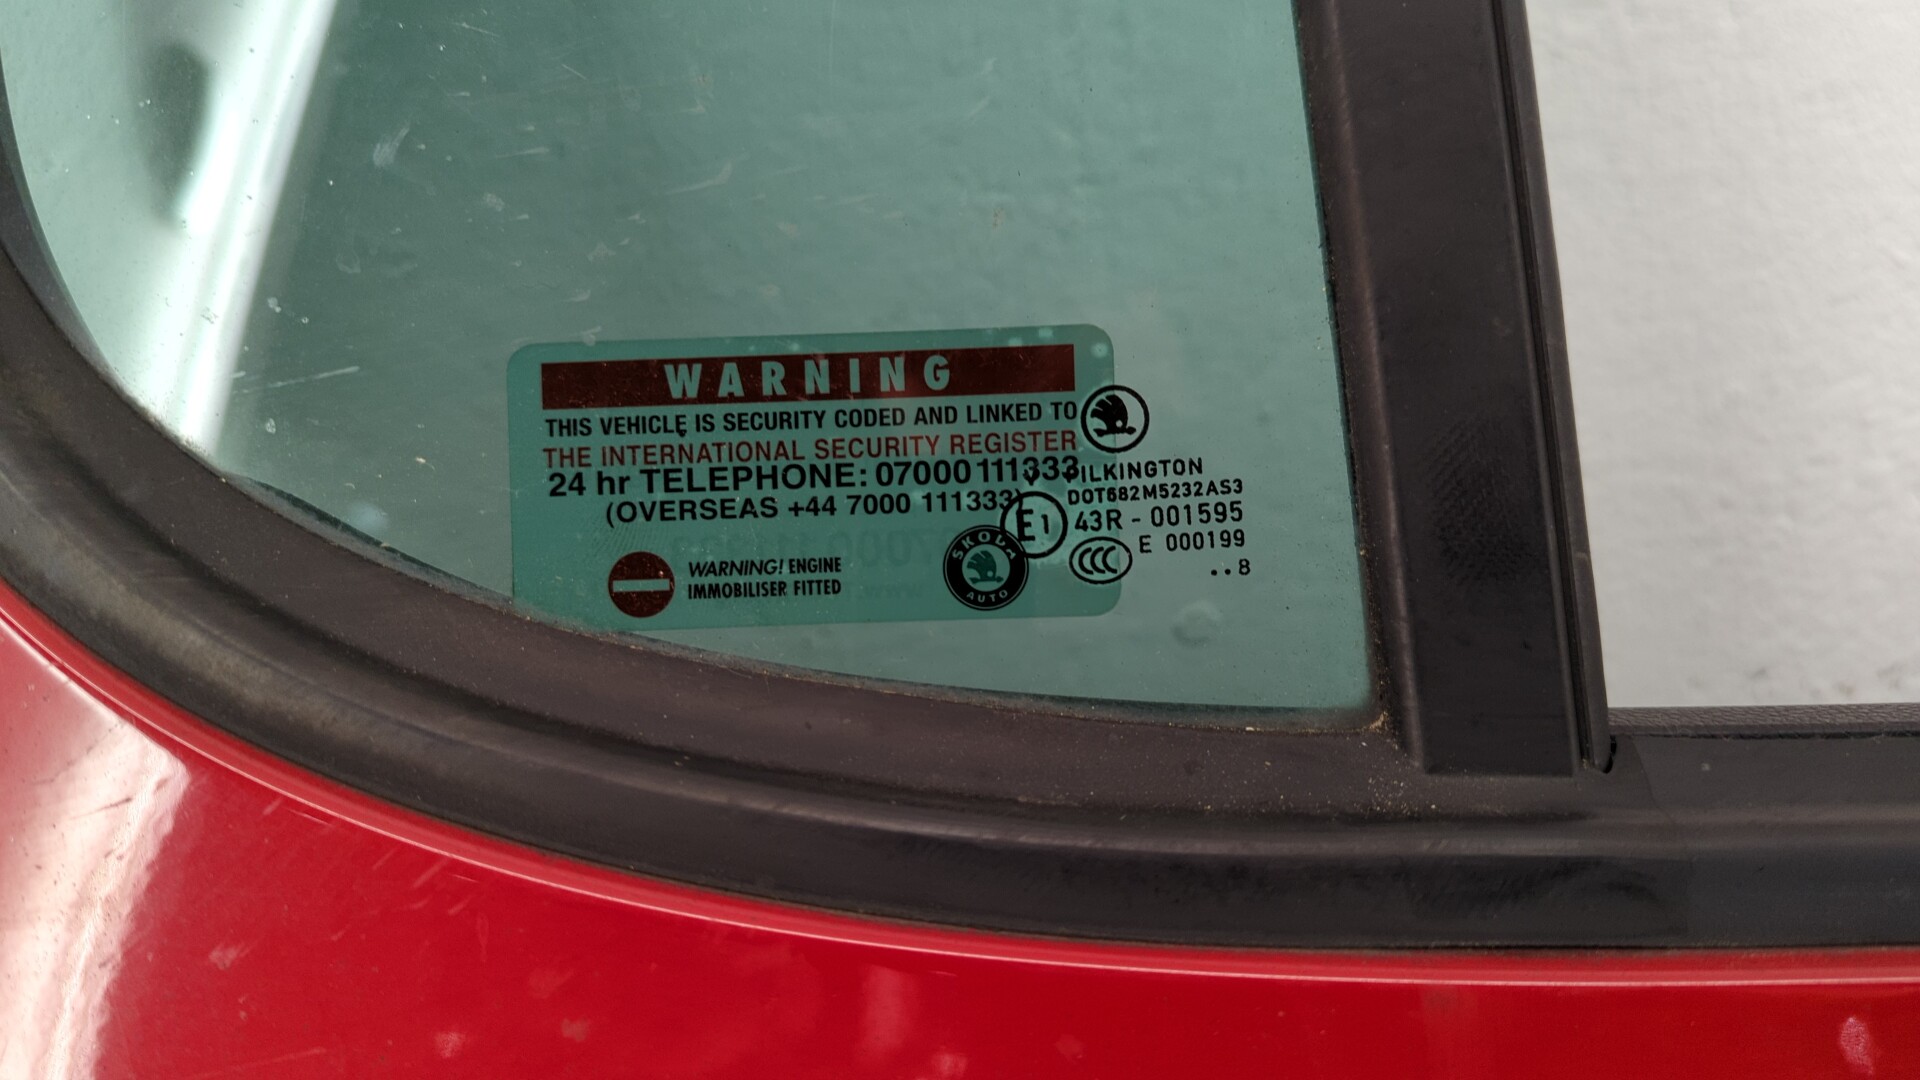 WARNING
THIS VEHICLE IS SECURITY CODED AND LINKED TO
THE INTERNATIONAL SECURITY REGISTER
24 hr TELEPHONE: 07000 111333
(OVERSEAS +44 7000 111333)
WARNING! ENGINE
IMMOBILISER FITTED
SKODA
AUTO
PILKINGTON
DOT682M5232AS3
E1 43R - 001595
CCC E 000199
..8